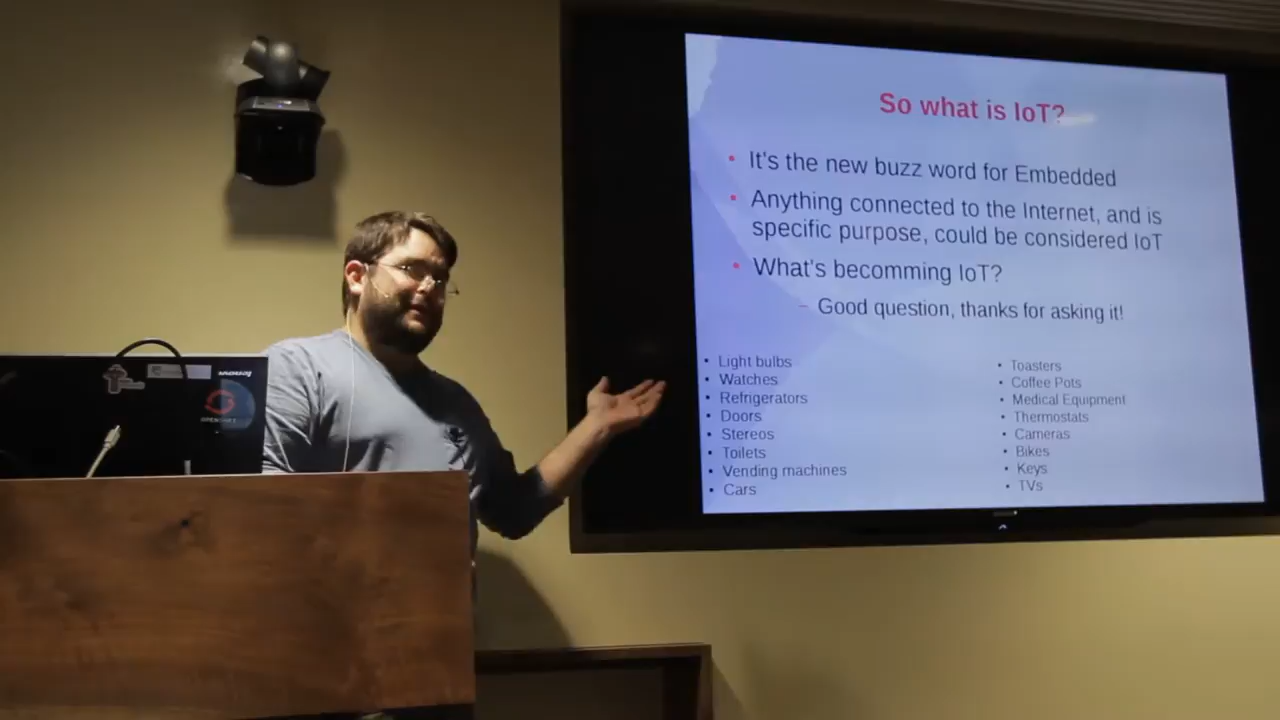 So what is IoT?
• It's the new buzz word for Embedded
• Anything connected to the Internet, and is
specific purpose, could be considered IoT
• What's becomming IoT?
– Good question, thanks for asking it!
• Light bulbs
• Watches
• Refrigerators
• Doors
• Stereos
• Toilets
• Vending machines
• Cars
• Toasters
• Coffee Pots
• Medical Equipment
• Thermostats
• Cameras
• Bikes
• Keys
• TVs
lenovo
OPENSHIFT